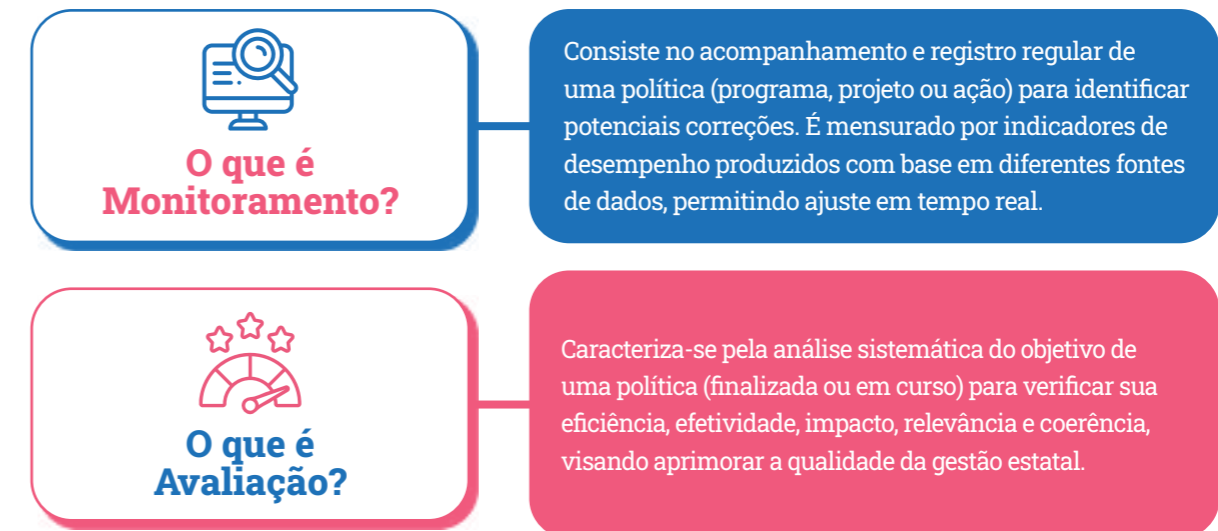 O que é
Monitoramento?
Consiste no acompanhamento e registro regular de
uma política (programa, projeto ou ação) para identificar
potenciais correções. É mensurado por indicadores de
desempenho produzidos com base em diferentes fontes
de dados, permitindo ajuste em tempo real.
O que é
Avaliação?
Caracteriza-se pela análise sistemática do objetivo de
uma política (finalizada ou em curso) para verificar sua
eficiência, efetividade, impacto, relevância e coerência,
visando aprimorar a qualidade da gestão estatal.